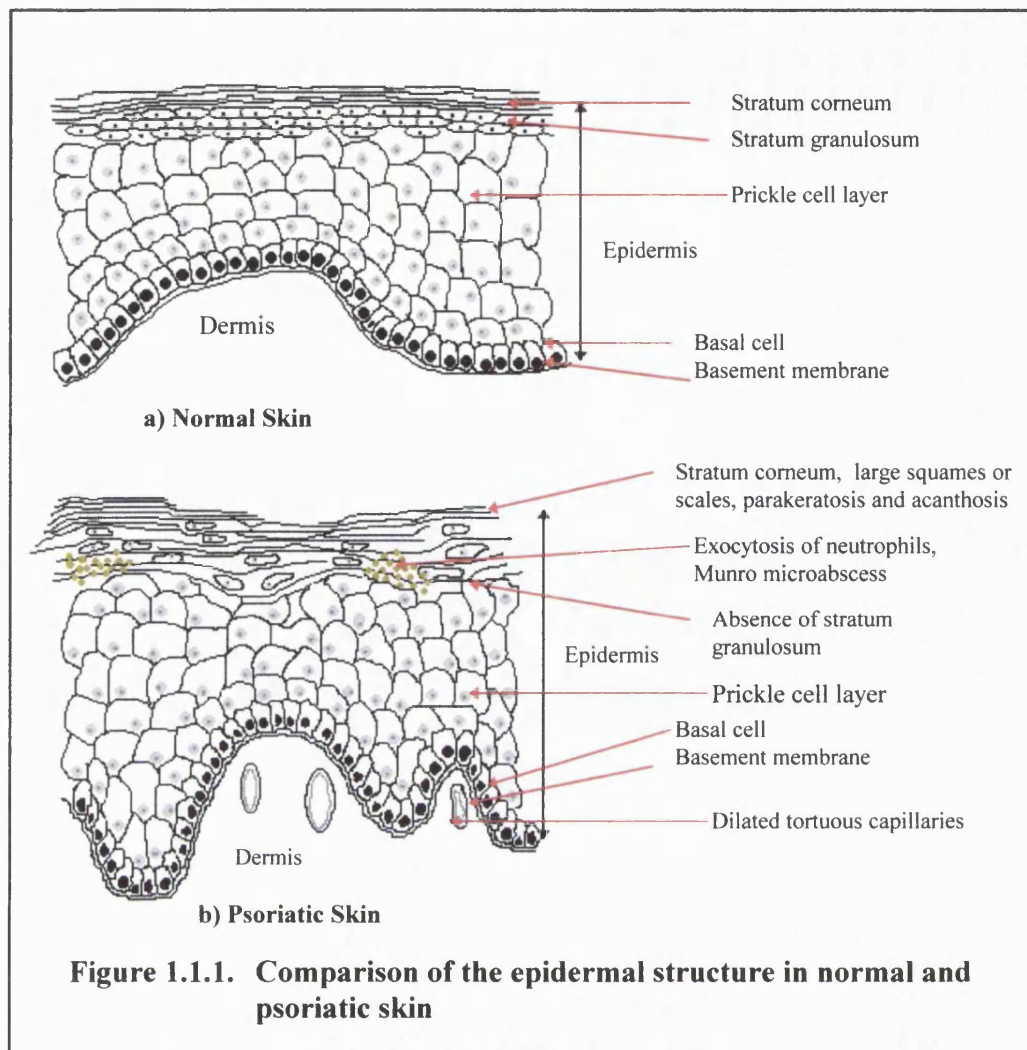 Stratum corneum
Stratum granulosum
Prickle cell layer
Epidermis
Dermis
Basal cell
Basement membrane
a) Normal Skin
Stratum corneum, large squames or
scales, parakeratosis and acanthosis
Exocytosis of neutrophils,
Munro microabscess
Absence of stratum
granulosum
Epidermis
Prickle cell layer
Basal cell
Basement membrane
Dilated tortuous capillaries
Dermis
b) Psoriatic Skin
Figure 1.1.1. Comparison of the epidermal structure in normal and
psoriatic skin